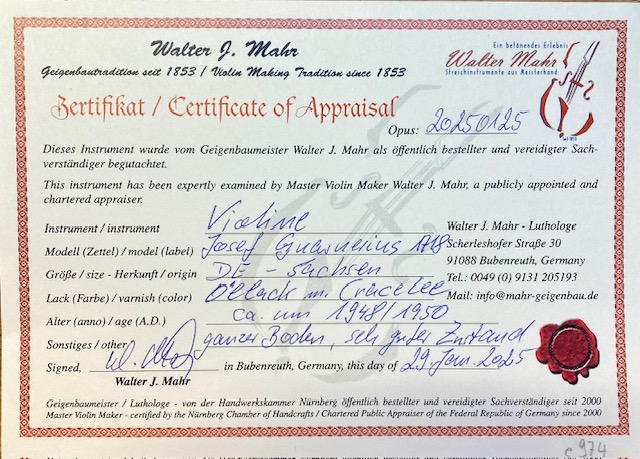 Walter J. Mahr
Geigenbautradition seit 1853 / Violin Making Tradition since 1853
Ein belönendes Erlebnis
Walter Mahr
Streichinstrumente aus Meisterhand
Zertifikat / Certificate of Appraisal
Opus: 20250125
Dieses Instrument wurde vom Geigenbaumeister Walter J. Mahr als öffentlich bestellter und vereidigter Sach-
verständiger begutachtet.
This instrument has been expertly examined by Master Violin Maker Walter J. Mahr, a publicly appointed and
chartered appraiser.
Instrument / instrument Violine
Walter J. Mahr • Luthologe
Modell (Zettel) / model (label) Josef Guarnerius
Scherleshofer Straße 30
Größe / size - Herkunft / origin DE - Sachsen
91088 Bubenreuth, Germany
Tel.: 0049 (0) 9131 205193
Lack (Farbe) / varnish (color) Öllack
Mail: info@mahr-geigenbau.de
Alter (anno) / age (A.D.) ca. um 1948/1950
Sonstiges / other ganzer Boden, sehr guter Zustand
Signed, in Bubenreuth, Germany, this day of 29. Jan. 2025
Walter J. Mahr
Geigenbaumeister / Luthologe - von der Handwerkskammer Nürnberg öffentlich bestellter und vereidigter Sachverständiger seit 2000
Master Violin Maker - certified by the Nürnberg Chamber of Handcrafts / Chartered Public Appraiser of the Federal Republic of Germany since 2000
c 974